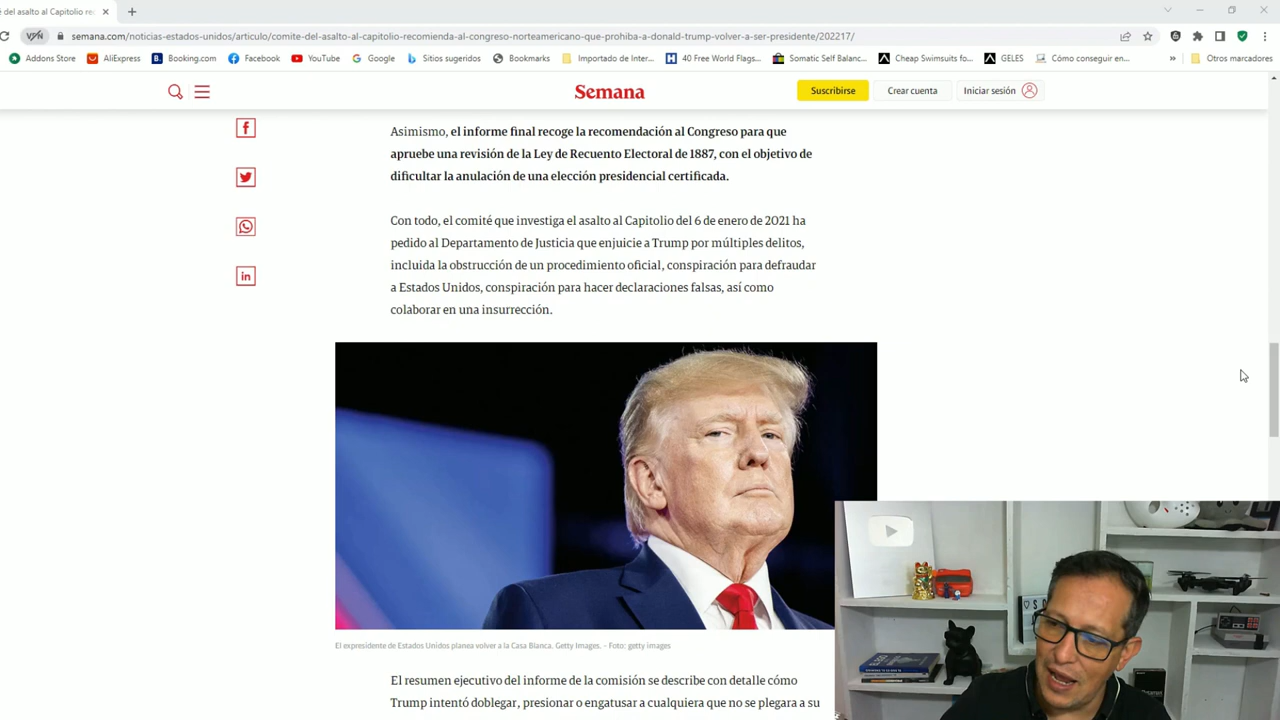 é del asalto al Capitolio re
semana.com/noticias-estados-unidos/articulo/comite-del-asalto-al-capitolio-recomienda-al-congreso-norteamericano-que-prohiba-a-donald-trump-volver-a-ser-presidente/202217/
Addons Store AliExpress Booking.com Facebook YouTube Google Sitios sugeridos Bookmarks Importado de Inter... 40 Free World Flags... Somatic Self Balanc... Cheap Swimsuits fo... GELES Cómo conseguir en... » Otros marcadores
Semana
Suscribirse Crear cuenta Iniciar sesión
Asimismo, el informe final recoge la recomendación al Congreso para que
apruebe una revisión de la Ley de Recuento Electoral de 1887, con el objetivo de
dificultar la anulación de una elección presidencial certificada.
Con todo, el comité que investiga el asalto al Capitolio del 6 de enero de 2021 ha
pedido al Departamento de Justicia que enjuicie a Trump por múltiples delitos,
incluida la obstrucción de un procedimiento oficial, conspiración para defraudar
a Estados Unidos, conspiración para hacer declaraciones falsas, así como
colaborar en una insurrección.
El expresidente de Estados Unidos planea volver a la Casa Blanca. Getty Images. - Foto: getty images
El resumen ejecutivo del informe de la comisión se describe con detalle cómo
Trump intentó doblegar, presionar o engatusar a cualquiera que no se plegara a su